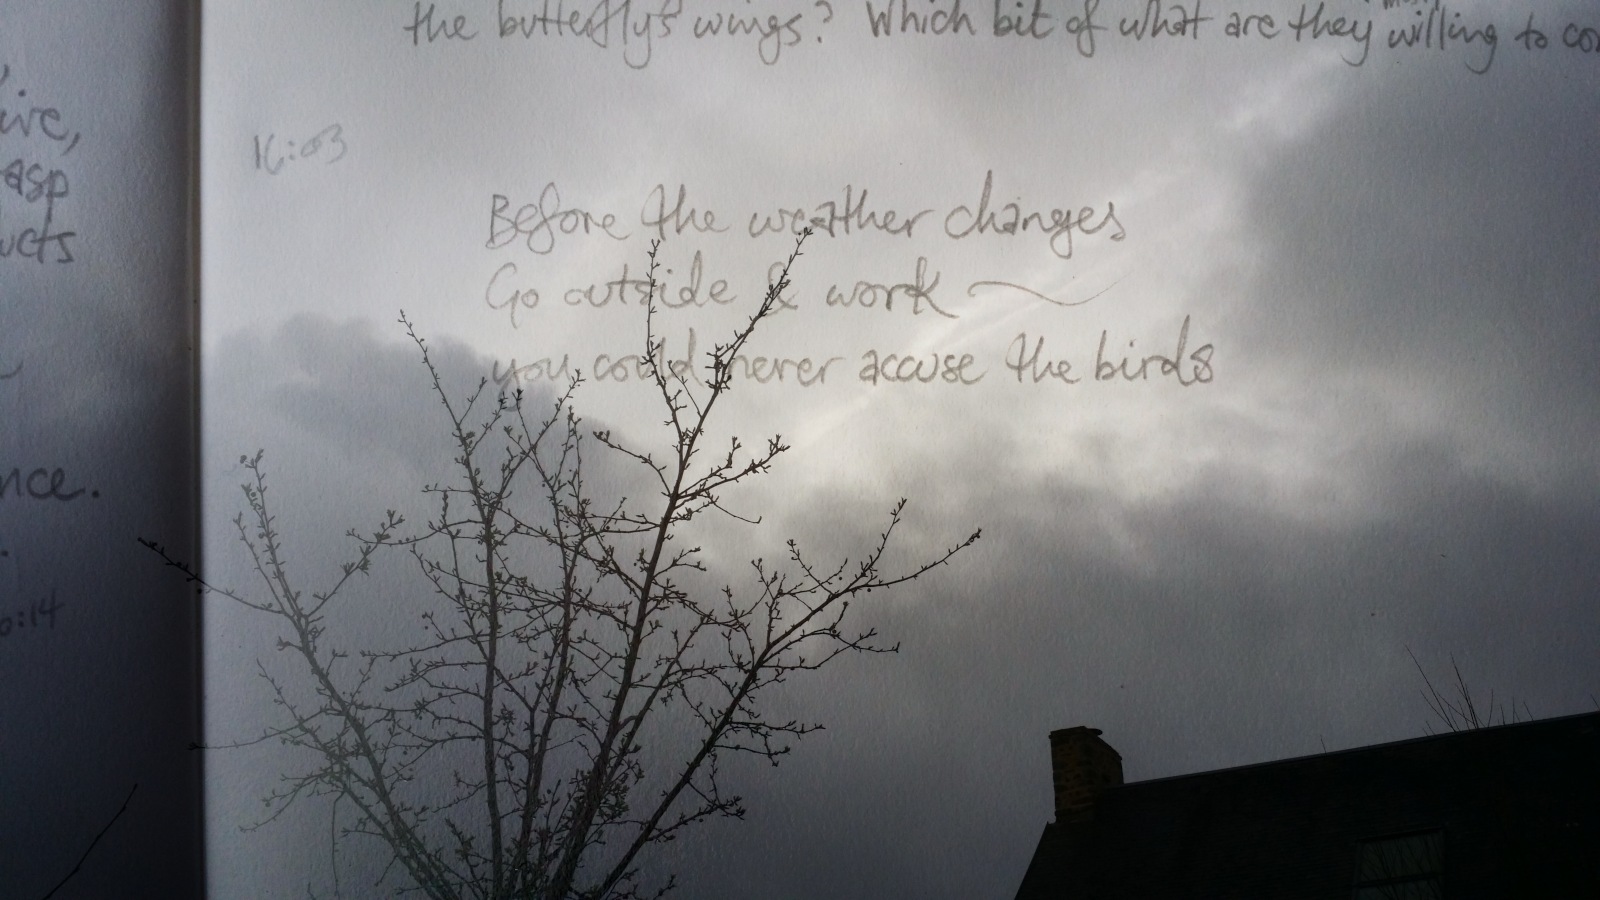 ive,
asp
ucts
nce.
:14
the butterfly's wings? Which bit of what are they willing to co
16:03
Before the weather changes
Go outside & work ~
you could never accuse the birds